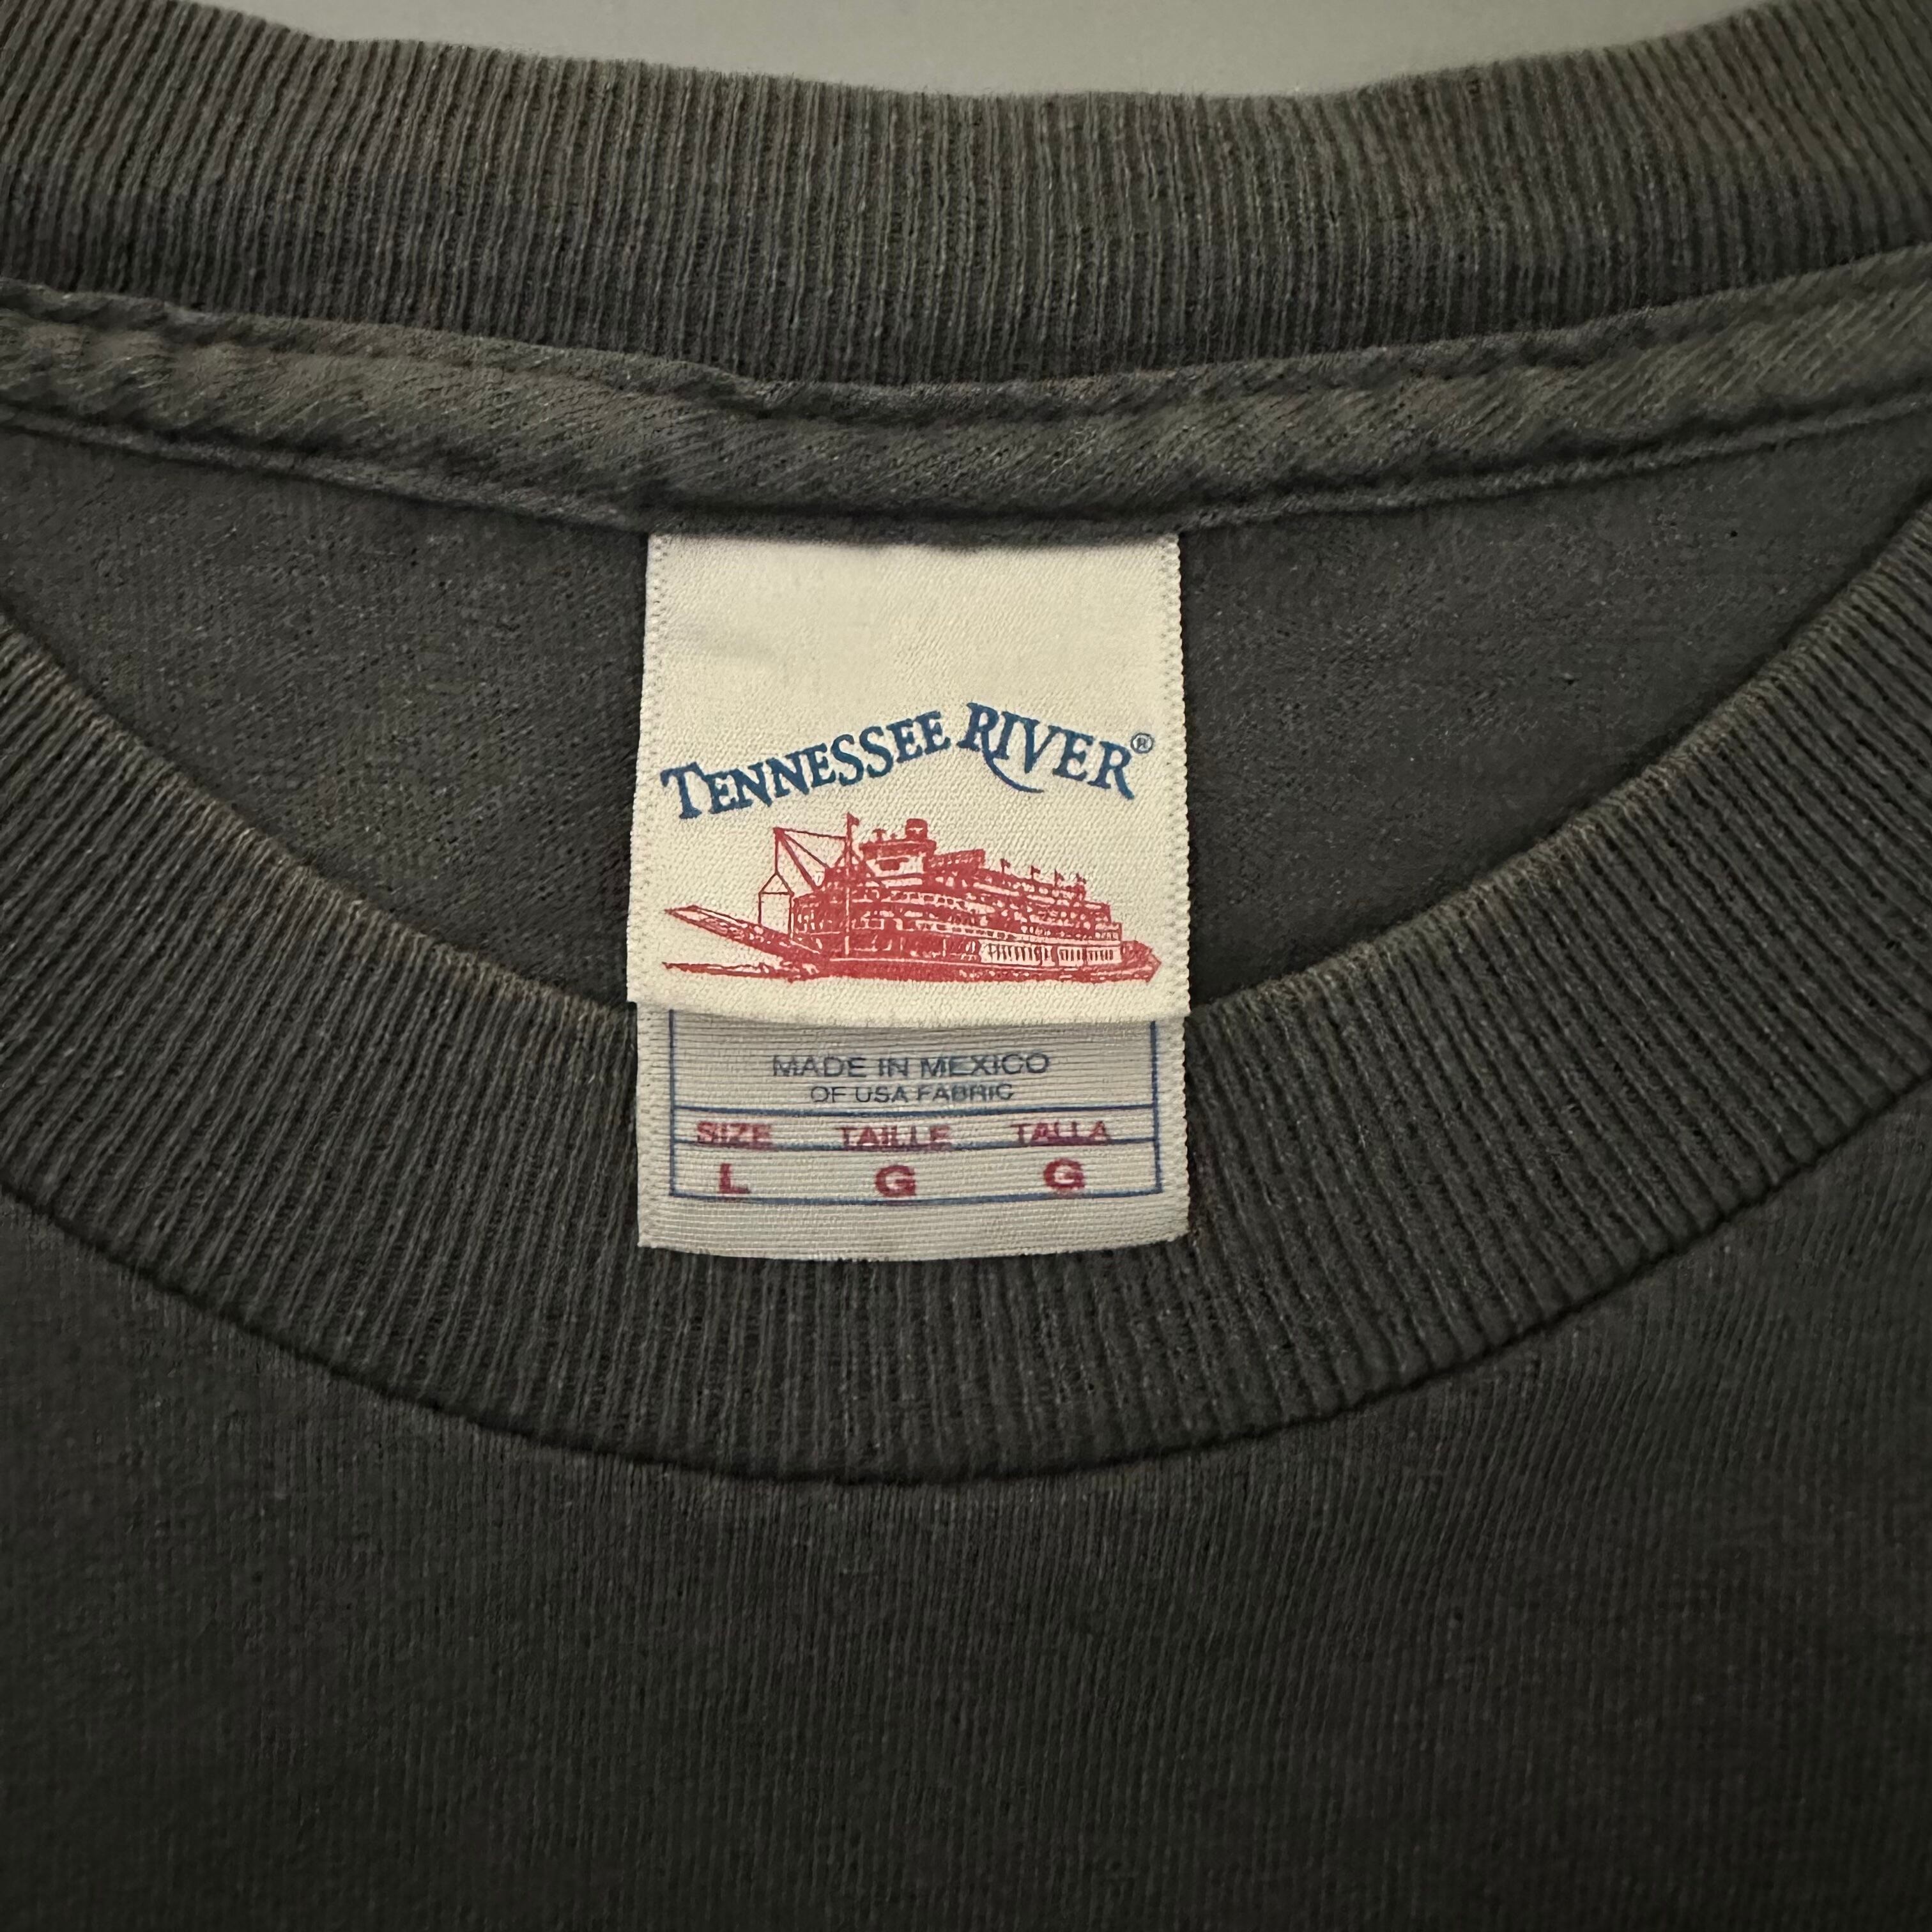 TENNESSEE RIVER®
MADE IN MEXICO
OF USA FABRIC
SIZE TAILLE TALLA
L G G